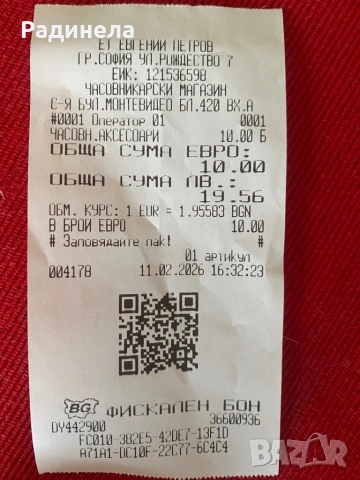 Радинела
ЕТ ЕВГЕНИЙ ПЕТРОВ
ГР.СОФИЯ УЛ.РОЖДЕСТВО 7
ЕИК: 121536598
ЧАСОВНИКАРСКИ МАГАЗИН
С-Я БУЛ.МОНТЕВИДЕО БЛ.420 ВХ.А
#0001 Оператор 01 1
ЧАСОВН.АКСЕСОАРИ 10.00 Б
ОБЩА СУМА ЕВРО:
10.00
ОБЩА СУМА ЛВ.:
19.56
ОБМ. КУРС: 1 EUR = 1.95583 BGN
В БРОЙ ЕВРО 10.00
# Заповядайте пак! #
01 артикул
004178 11.02.2026 16:32:23
BG ФИСКАЛЕН БОН
DY442900 36600936
FC010-382E5-42DE7-13F1D
A71A1-DC10F-22C77-6C4C4
bazar